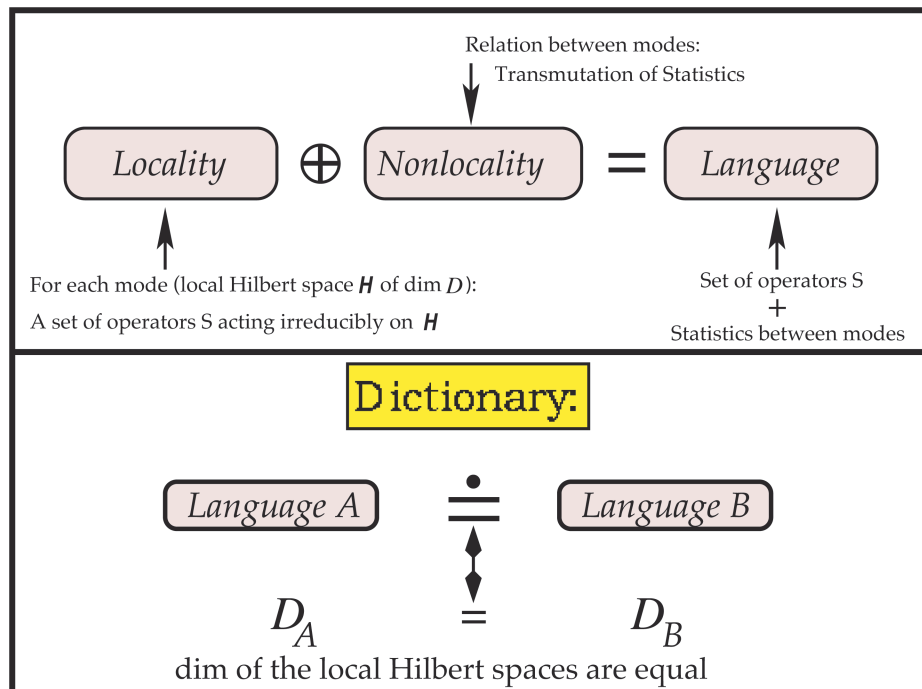 Relation between modes:
Transmutation of Statistics
Locality ⊕ Nonlocality = Language
For each mode (local Hilbert space H of dim D):
A set of operators S acting irreducibly on H
Set of operators S
+
Statistics between modes
Dictionary:
Language A ≐ Language B
D_A = D_B
dim of the local Hilbert spaces are equal